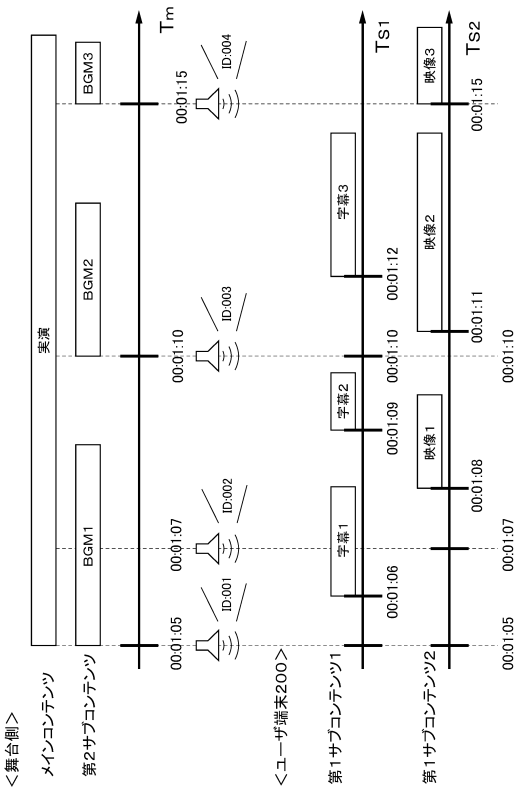 ＜舞台側＞
メインコンテンツ
実演
第2サブコンテンツ
BGM1
BGM2
BGM3
Tm
00:01:05
00:01:07
00:01:10
00:01:15
ID:001
ID:002
ID:003
ID:004
＜ユーザ端末200＞
第1サブコンテンツ1
字幕1
字幕2
字幕3
TS1
00:01:06
00:01:09
00:01:10
00:01:12
第1サブコンテンツ2
映像1
映像2
映像3
TS2
00:01:08
00:01:11
00:01:15
00:01:05
00:01:07
00:01:10